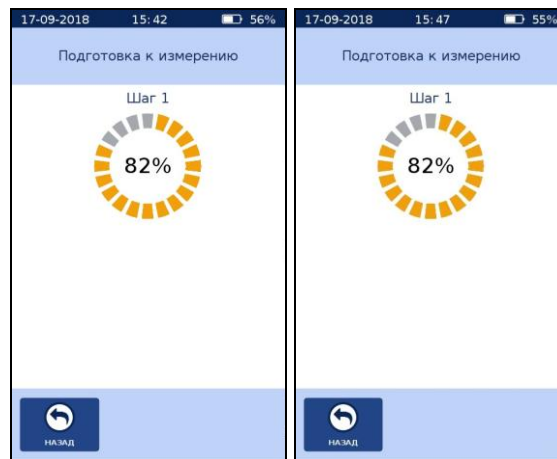 17-09-2018 15:42 56%
Подготовка к измерению
Шаг 1
82%
НАЗАД
17-09-2018 15:47 55%
Подготовка к измерению
Шаг 1
82%
НАЗАД